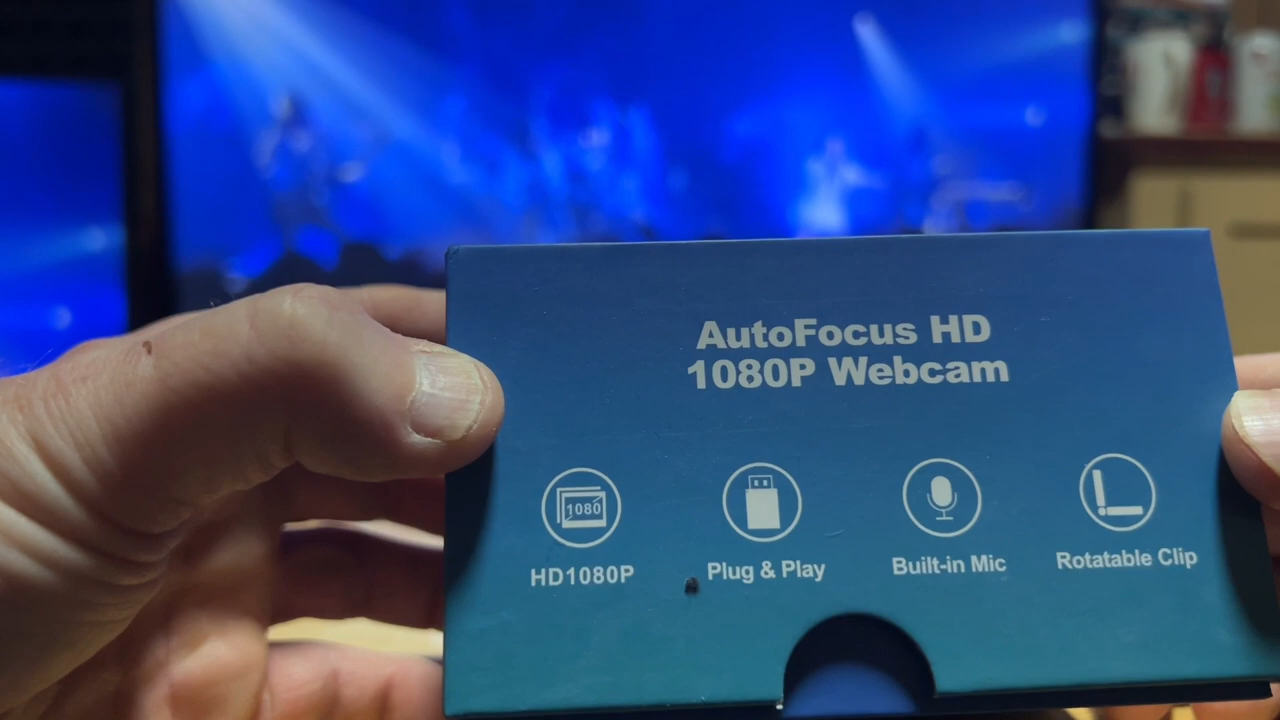 AutoFocus HD
1080P Webcam
1080
HD1080P
Plug & Play
Built-in Mic
Rotatable Clip